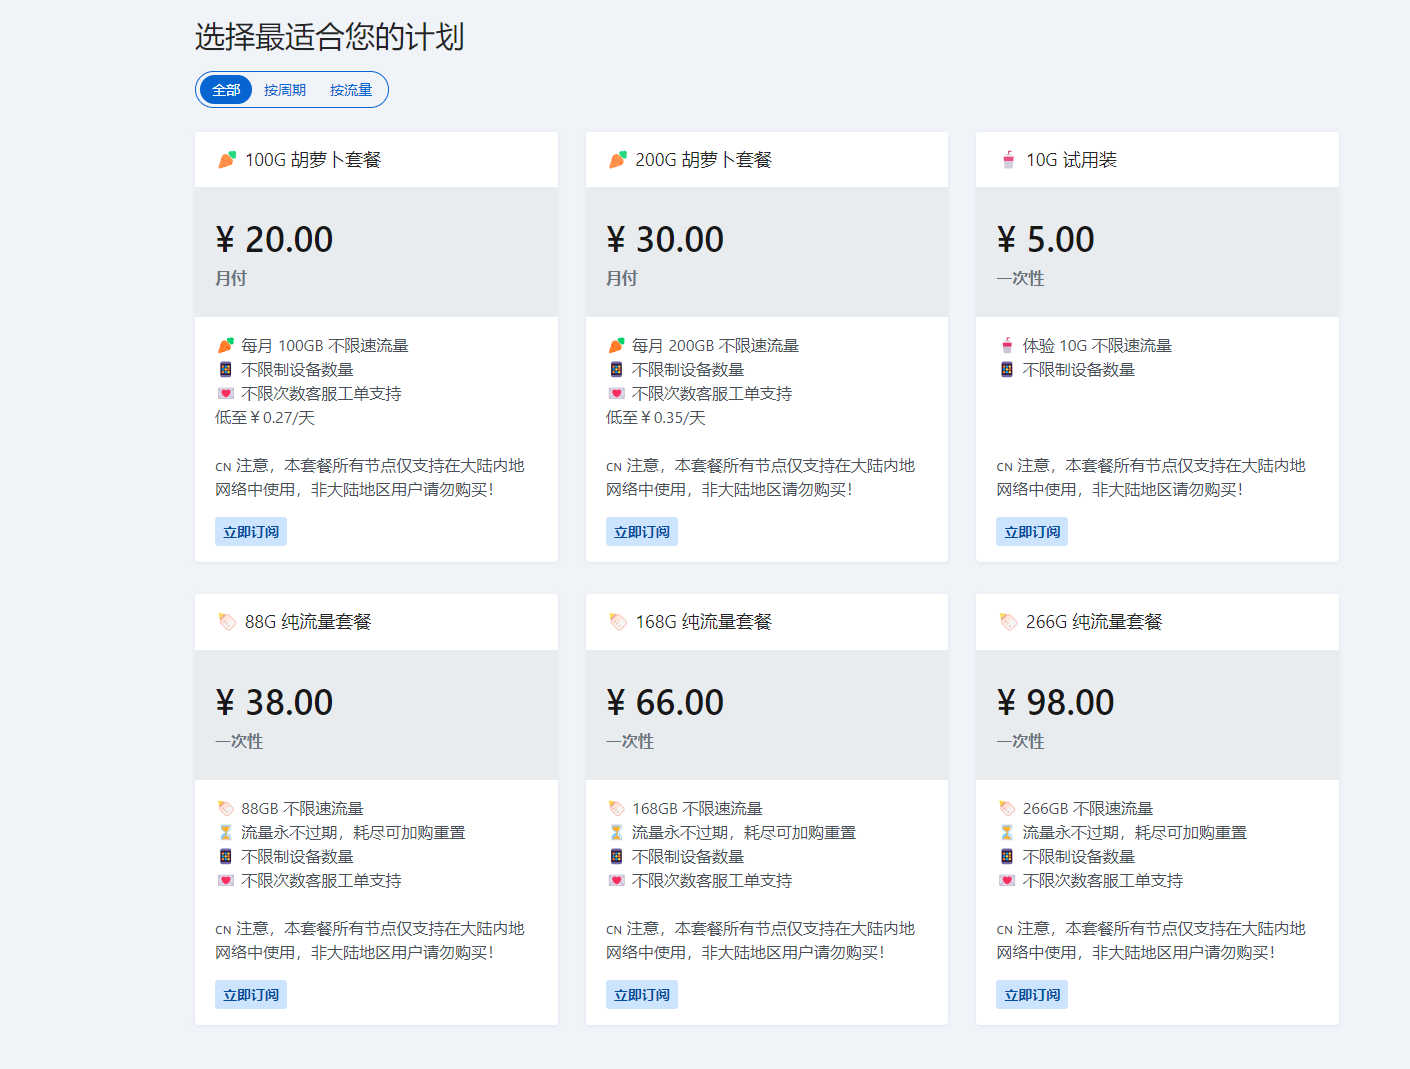 选择最适合您的计划
全部 按周期 按流量
🥕 100G 胡萝卜套餐
¥ 20.00
月付
🥕 每月 100GB 不限速流量
📱 不限制设备数量
💌 不限次数客服工单支持
低至￥0.27/天
CN 注意，本套餐所有节点仅支持在大陆内地
网络中使用，非大陆地区用户请勿购买！
立即订阅
🥕 200G 胡萝卜套餐
¥ 30.00
月付
🥕 每月 200GB 不限速流量
📱 不限制设备数量
💌 不限次数客服工单支持
低至￥0.35/天
CN 注意，本套餐所有节点仅支持在大陆内地
网络中使用，非大陆地区请勿购买！
立即订阅
🥤 10G 试用装
¥ 5.00
一次性
🥤 体验 10G 不限速流量
📱 不限制设备数量
CN 注意，本套餐所有节点仅支持在大陆内地
网络中使用，非大陆地区请勿购买！
立即订阅
🏷️ 88G 纯流量套餐
¥ 38.00
一次性
🏷️ 88GB 不限速流量
⏳ 流量永不过期，耗尽可加购重置
📱 不限制设备数量
💌 不限次数客服工单支持
CN 注意，本套餐所有节点仅支持在大陆内地
网络中使用，非大陆地区用户请勿购买！
立即订阅
🏷️ 168G 纯流量套餐
¥ 66.00
一次性
🏷️ 168GB 不限速流量
⏳ 流量永不过期，耗尽可加购重置
📱 不限制设备数量
💌 不限次数客服工单支持
CN 注意，本套餐所有节点仅支持在大陆内地
网络中使用，非大陆地区用户请勿购买！
立即订阅
🏷️ 266G 纯流量套餐
¥ 98.00
一次性
🏷️ 266GB 不限速流量
⏳ 流量永不过期，耗尽可加购重置
📱 不限制设备数量
💌 不限次数客服工单支持
CN 注意，本套餐所有节点仅支持在大陆内地
网络中使用，非大陆地区用户请勿购买！
立即订阅